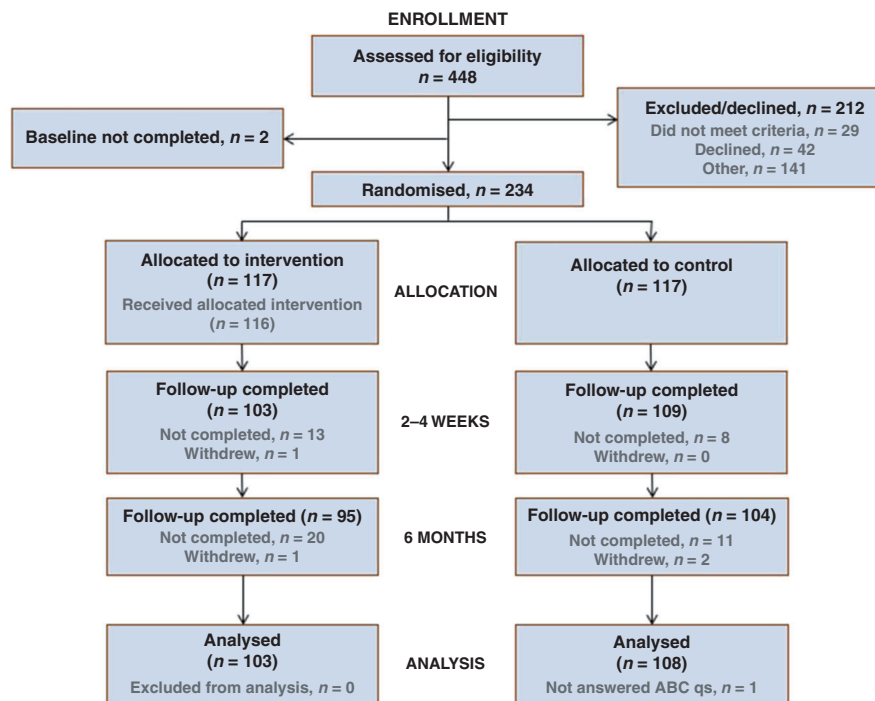 ENROLLMENT
Assessed for eligibility
n = 448
Baseline not completed, n = 2
Excluded/declined, n = 212
Did not meet criteria, n = 29
Declined, n = 42
Other, n = 141
Randomised, n = 234
Allocated to intervention
(n = 117)
Received allocated intervention
(n = 116)
ALLOCATION
Allocated to control
(n = 117)
Follow-up completed
(n = 103)
Not completed, n = 13
Withdrew, n = 1
2–4 WEEKS
Follow-up completed
(n = 109)
Not completed, n = 8
Withdrew, n = 0
Follow-up completed (n = 95)
Not completed, n = 20
Withdrew, n = 1
6 MONTHS
Follow-up completed (n = 104)
Not completed, n = 11
Withdrew, n = 2
Analysed
(n = 103)
Excluded from analysis, n = 0
ANALYSIS
Analysed
(n = 108)
Not answered ABC qs, n = 1